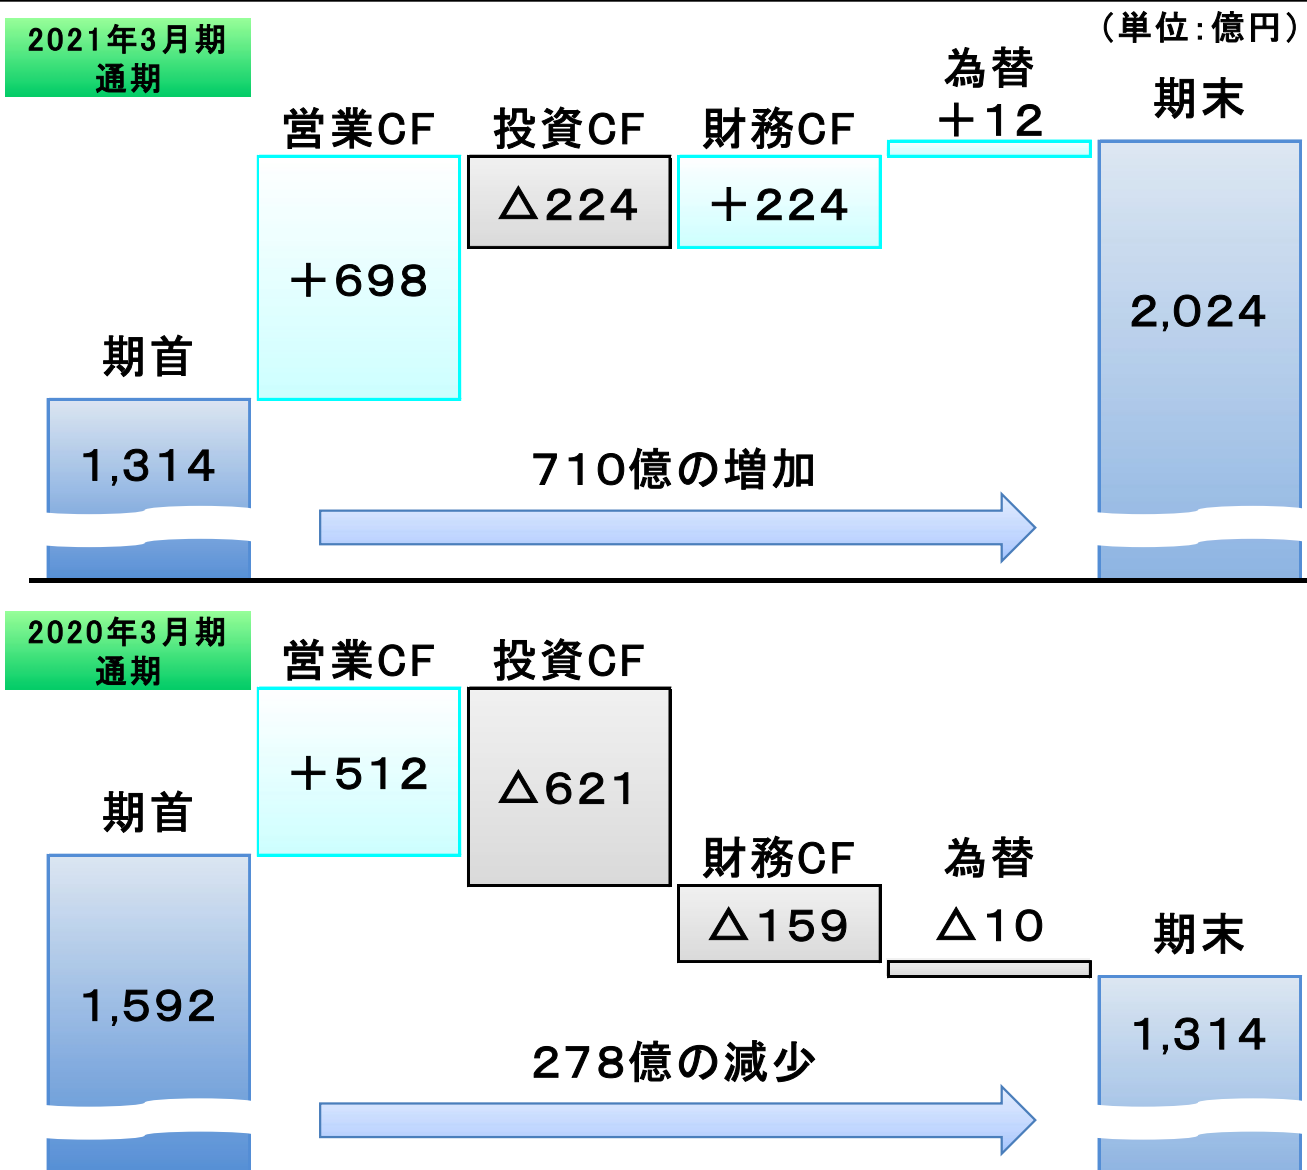 2021年3月期
通期
（単位:億円）
営業CF
投資CF
財務CF
為替
＋12
期末
＋698
△224
＋224
2,024
期首
1,314
710億の増加
2020年3月期
通期
営業CF
投資CF
＋512
△621
期首
財務CF
為替
△159
△10
期末
1,592
1,314
278億の減少